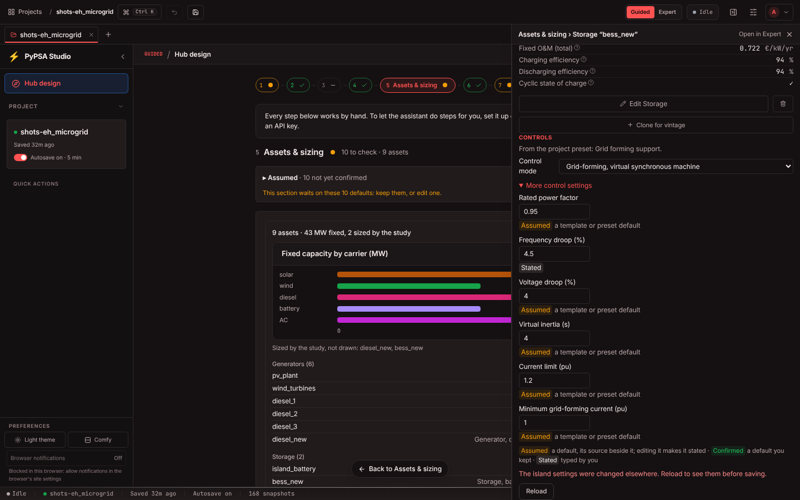 Projects / shots-eh_microgrid
Ctrl K
Guided Expert
Idle
A
shots-eh_microgrid
PyPSA Studio
Hub design
PROJECT
shots-eh_microgrid
Saved 32m ago
Autosave on · 5 min
QUICK ACTIONS
PREFERENCES
Light theme
Comfy
Browser notifications Off
Blocked in this browser: allow notifications in the
browser's site settings
GUIDED / Hub design
1
2
3
4
5 Assets & sizing
6
7
Every step below works by hand. To let the assistant do steps for you, set it up
an API key.
5 Assets & sizing 10 to check · 9 assets
Assumed · 10 not yet confirmed
This section waits on these 10 defaults: keep them, or edit one.
9 assets · 43 MW fixed, 2 sized by the study
Fixed capacity by carrier (MW)
solar
wind
diesel
battery
AC
0
Sized by the study, not drawn: diesel_new, bess_new
Generators (6)
pv_plant
wind_turbines
diesel_1
diesel_2
diesel_3
diesel_new Generator,
Storage (2)
island_battery
bess_new Storage,
Back to Assets & sizing
Assets & sizing › Storage “bess_new”
Open in Expert
Fixed O&M (total) 0.722 €/kW/yr
Charging efficiency 94 %
Discharging efficiency 94 %
Cyclic state of charge ✓
Edit Storage
+ Clone for vintage
CONTROLS
From the project preset: Grid forming support.
Control mode Grid-forming, virtual synchronous machine
More control settings
Rated power factor
0.95
Assumed a template or project default
Frequency droop (%)
4.5
Stated
Voltage droop (%)
4
Assumed a template or preset default
Virtual inertia (s)
4
Assumed a template or preset default
Current limit (pu)
1.2
Assumed a template or preset default
Minimum grid-forming current (pu)
1
Assumed a template or preset default
Assumed a default, its source beside it; editing it makes it stated · Confirmed a default you
kept · Stated typed by you
The island settings were changed elsewhere. Reload to see them before saving.
Reload
Idle · shots-eh_microgrid · Saved 32m ago · Autosave on · 168 snapshots